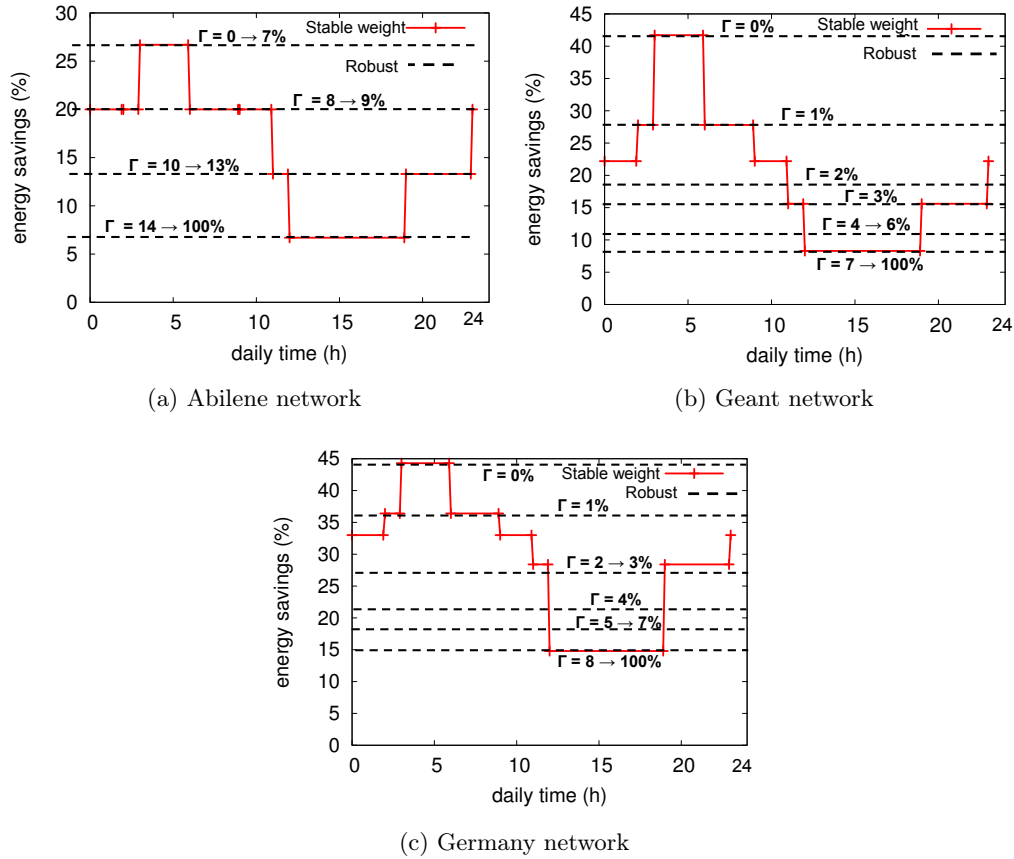 30
25
20
15
10
5
0
0
5
10
15
20
24
energy savings (%)
daily time (h)
Stable weight
Robust
Γ = 0 → 7%
Γ = 8 → 9%
Γ = 10 → 13%
Γ = 14 → 100%
(a) Abilene network
45
40
35
30
25
20
15
10
5
0
0
5
10
15
20
24
energy savings (%)
daily time (h)
Stable weight
Robust
Γ = 0%
Γ = 1%
Γ = 2%
Γ = 3%
Γ = 4 → 6%
Γ = 7 → 100%
(b) Geant network
45
40
35
30
25
20
15
10
5
0
0
5
10
15
20
24
energy savings (%)
daily time (h)
Stable weight
Robust
Γ = 0%
Γ = 1%
Γ = 2 → 3%
Γ = 4%
Γ = 5 → 7%
Γ = 8 → 100%
(c) Germany network